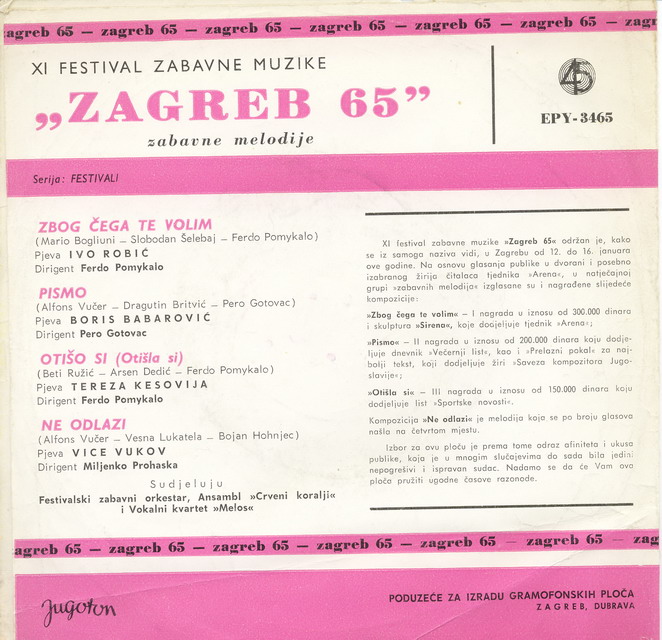 agreb 65 — zagreb 65 — zagreb 65 — zagreb 65 — zagreb 65 — zagreb 65 — zagr
XI FESTIVAL ZABAVNE MUZIKE
„ZAGREB 65”
zabavne melodije
45
EPY-3465
Serija: FESTIVALI
ZBOG ČEGA TE VOLIM
(Mario Bogliuni — Slobodan Šelebaj — Ferdo Pomykalo)
Pjeva IVO ROBIĆ
Dirigent Ferdo Pomykalo
PISMO
(Alfons Vučer — Dragutin Britvić — Pero Gotovac)
Pjeva BORIS BABAROVIĆ
Dirigent Pero Gotovac
OTIŠO SI (Otišla si)
(Beti Ružić — Arsen Dedić — Ferdo Pomykalo)
Pjeva TEREZA KESOVIJA
Dirigent Ferdo Pomykalo
NE ODLAZI
(Alfons Vučer — Vesna Lukatela — Bojan Hohnjec)
Pjeva VICE VUKOV
Dirigent Miljenko Prohaska
Sudjeluju
Festivalski zabavni orkestar, Ansambl »Crveni koralji«
i Vokalni kvartet »Melos«
XI festival zabavne muzike »Zagreb 65« održan je, kako
se iz samoga naziva vidi, u Zagrebu od 12. do 16. januara
ove godine. Na osnovu glasanja publike u dvorani i posebno
izabranog žirija čitalaca tjednika »Arena«, u natječajnoj
grupi »zabavnih melodija« izglasane su i nagrađene slijedeće
kompozicije:
»Zbog čega te volim« — I nagrada u iznosu od 300.000 dinara
i skulptura »Sirena«, koje dodjeljuje tjednik »Arena«;
»Pismo« — II nagrada u iznosu od 200.000 dinara koju dodje-
ljuje dnevnik »Večernji list«, kao i »Prelazni pokal« za naj-
bolji tekst, koji dodjeljuje žiri »Saveza kompozitora Jugo-
slavije«;
»Otišla si« — III nagrada u iznosu od 150.000 dinara koju
dodjeljuje list »Sportske novosti«.
Kompozicija »Ne odlazi« je melodija koja se po broju glasova
našla na četvrtom mjestu.
Izbor za ovu ploču je prema tome odraz afiniteta i ukusa
publike, koja je u mnogim slučajevima do sada bila jedini
nepogrešivi i ispravan sudac. Nadamo se da će Vam ova
ploča pružiti ugodne časove razonode.
agreb 65 — zagreb 65 — zagreb 65 — zagreb 65 — zagreb 65 — zagreb 65 — zag
Jugoton
PODUZEĆE ZA IZRADU GRAMOFONSKIH PLOČA
ZAGREB, DUBRAVA